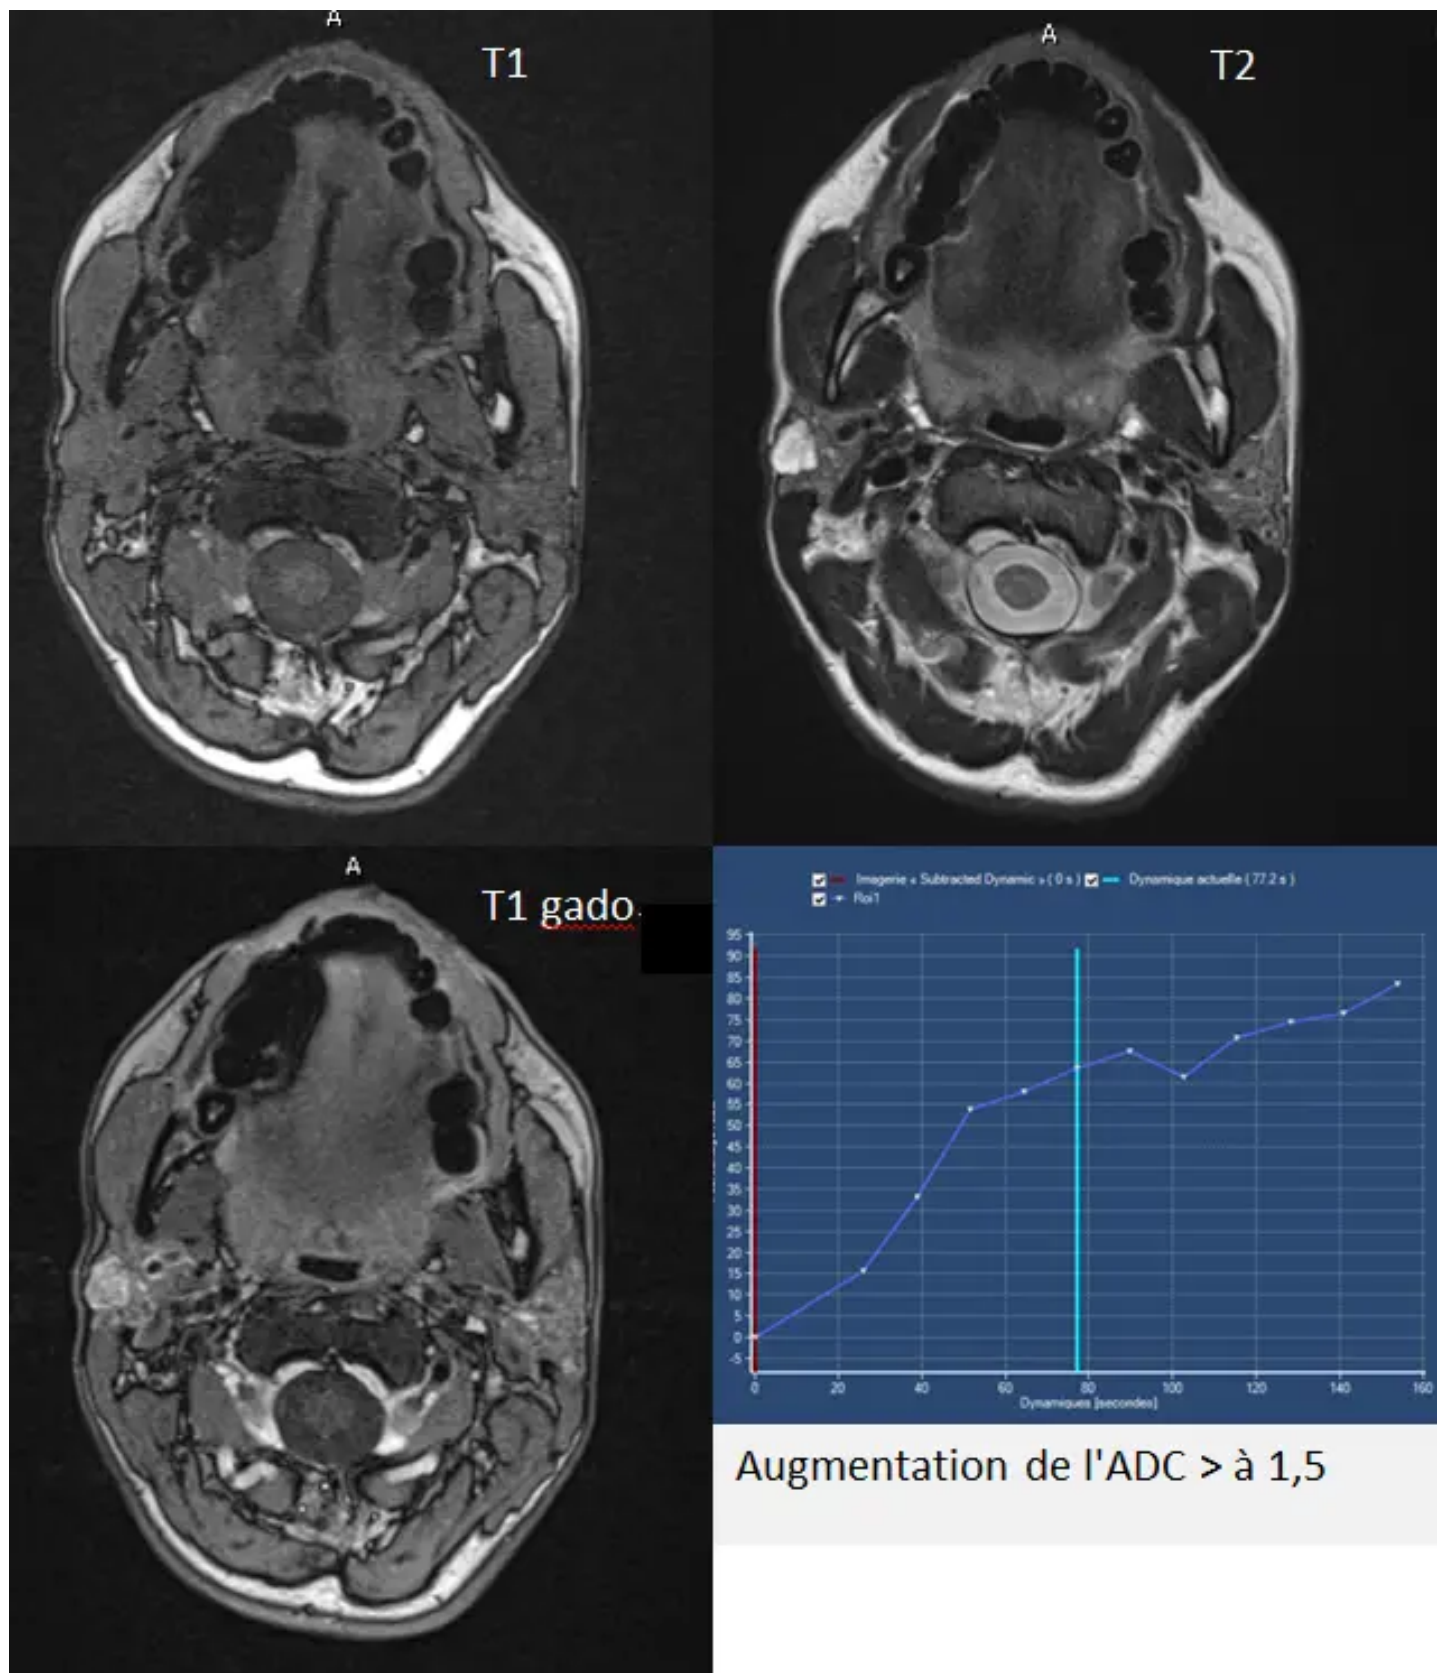 A
T1
A
T2
A
T1 gado
Imagerie « Subtracted Dynamic » ( 0 s ) Dynamique actuelle ( 77.2 s )
Roi1
95
90
85
80
75
70
65
60
55
50
45
40
35
30
25
20
15
10
5
0
-5
0 20 40 60 80 100 120 140 160
Dynamiques [secondes]
Augmentation de l'ADC > à 1,5